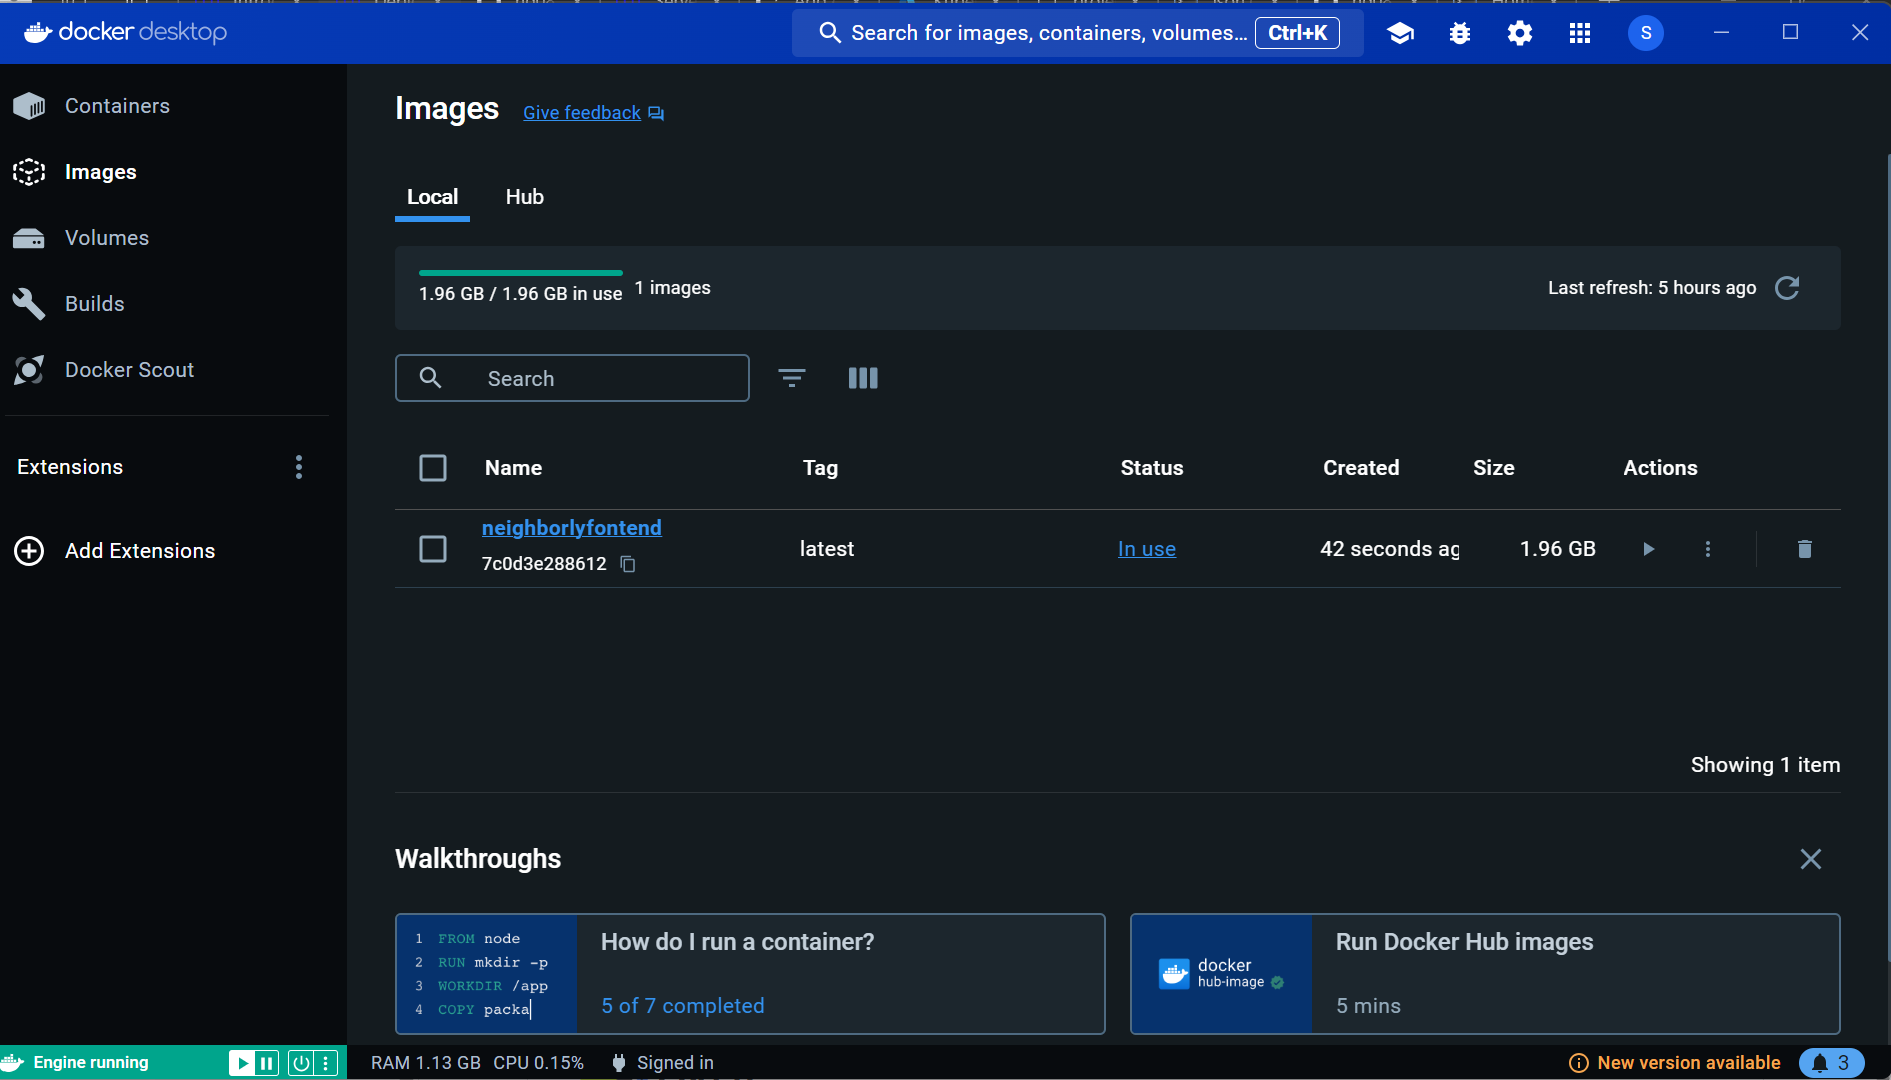 docker desktop
Search for images, containers, volumes... Ctrl+K
S
Containers
Images
Volumes
Builds
Docker Scout
Extensions
Add Extensions
Images Give feedback
Local Hub
1.96 GB / 1.96 GB in use 1 images
Last refresh: 5 hours ago
Search
Name Tag Status Created Size Actions
neighborlyfontend
7c0d3e288612
latest In use 42 seconds ag 1.96 GB
Showing 1 item
Walkthroughs
1 FROM node
2 RUN mkdir -p
3 WORKDIR /app
4 COPY packa
How do I run a container?
5 of 7 completed
docker
hub-image
Run Docker Hub images
5 mins
Engine running
RAM 1.13 GB CPU 0.15% Signed in
New version available 3